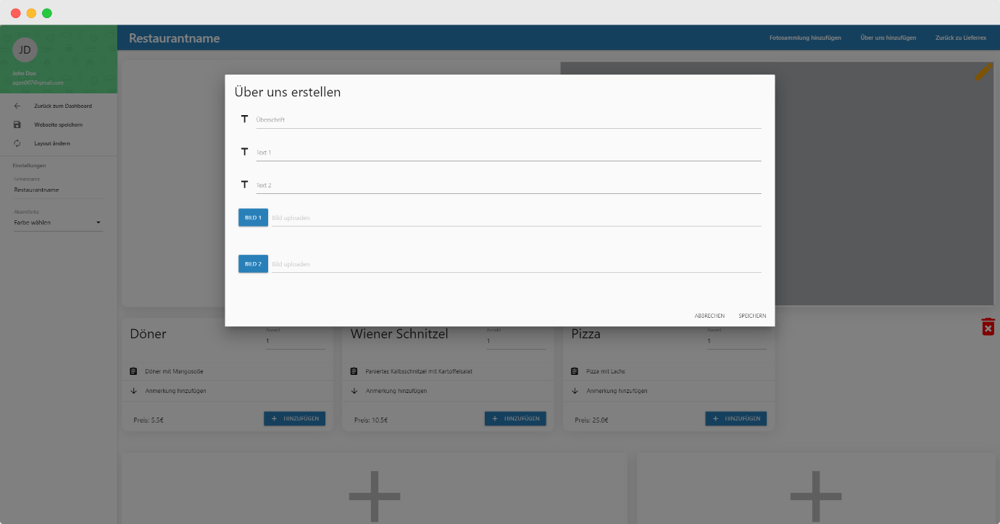 Restaurantname
Fotosammlung hinzufügen
Über uns hinzufügen
Zurück zu Lieferrex
JD
John Doe
agen007@gmail.com
Zurück zum Dashboard
Webseite speichern
Layout ändern
Einstellungen
Firmenname
Restaurantname
Akzentfarbe
Farbe wählen
Über uns erstellen
Überschrift
Text 1
Text 2
BILD 1
Bild uploaden
BILD 2
Bild uploaden
ABBRECHEN
SPEICHERN
Döner
Anzahl
1
Döner mit Mangosoße
Anmerkung hinzufügen
Preis: 5.5€
HINZUFÜGEN
Wiener Schnitzel
Anzahl
1
Paniertes Kalbsschnitzel mit Kartoffelsalat
Anmerkung hinzufügen
Preis: 10.5€
HINZUFÜGEN
Pizza
Anzahl
1
Pizza mit Lachs
Anmerkung hinzufügen
Preis: 25.0€
HINZUFÜGEN